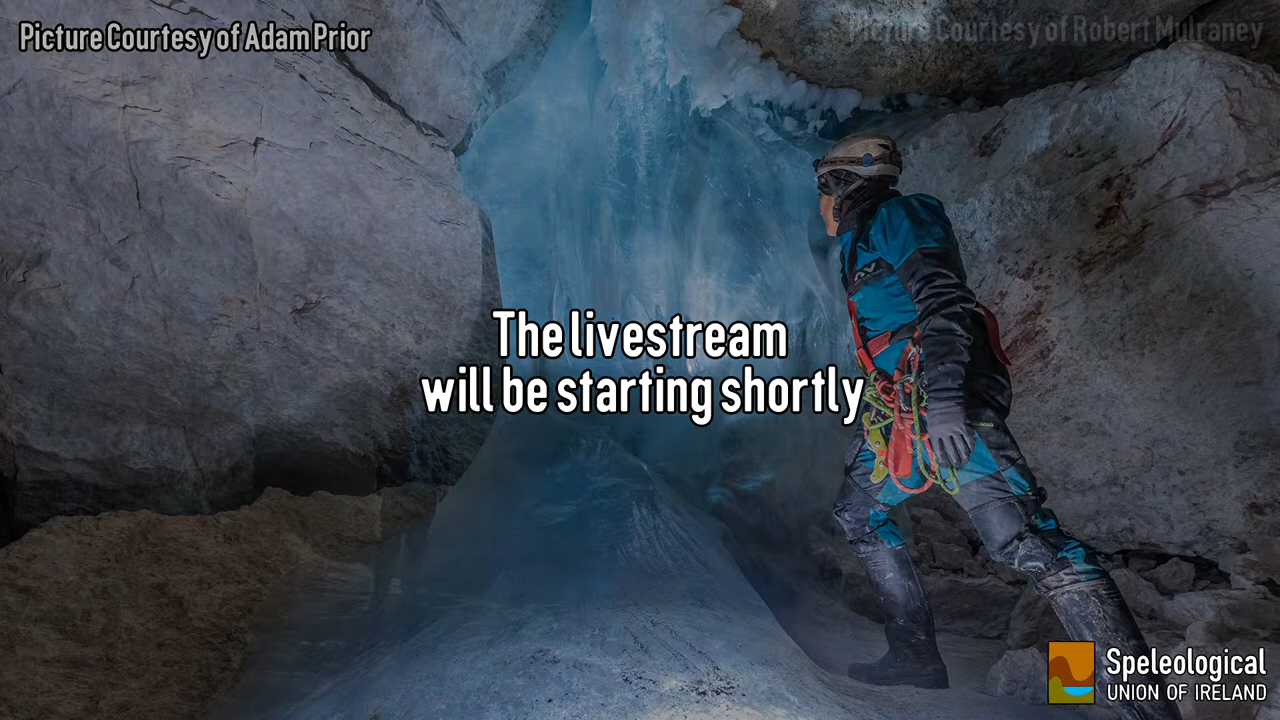 Picture Courtesy of Adam Prior
Picture Courtesy of Robert Mulraney
The livestream
will be starting shortly
Speleological
UNION OF IRELAND